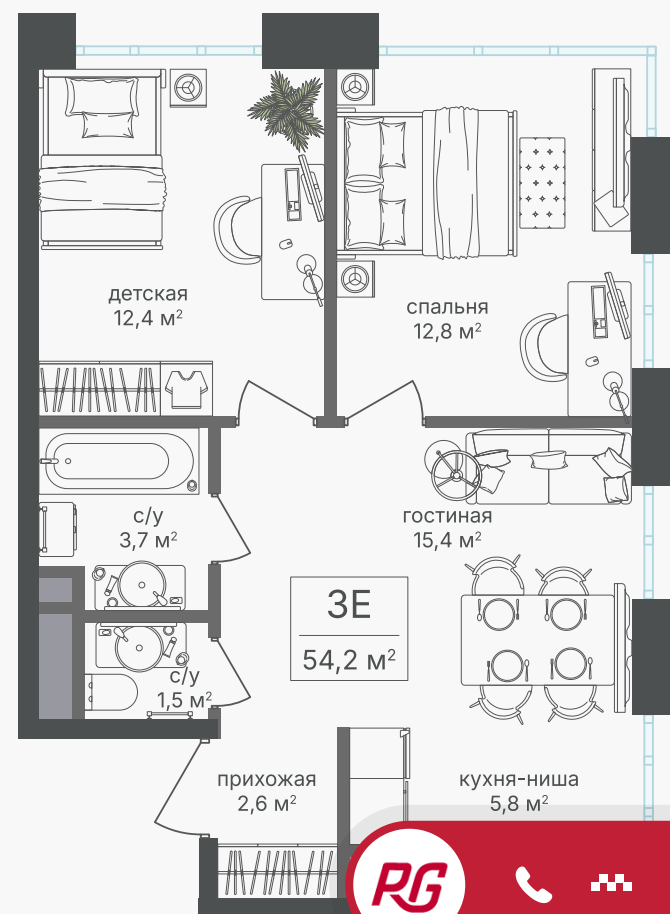 детская
12,4 м²
спальня
12,8 м²
с/у
3,7 м²
гостиная
15,4 м²
3Е
54,2 м²
с/у
1,5 м²
прихожая
2,6 м²
кухня-ниша
5,8 м²
RG